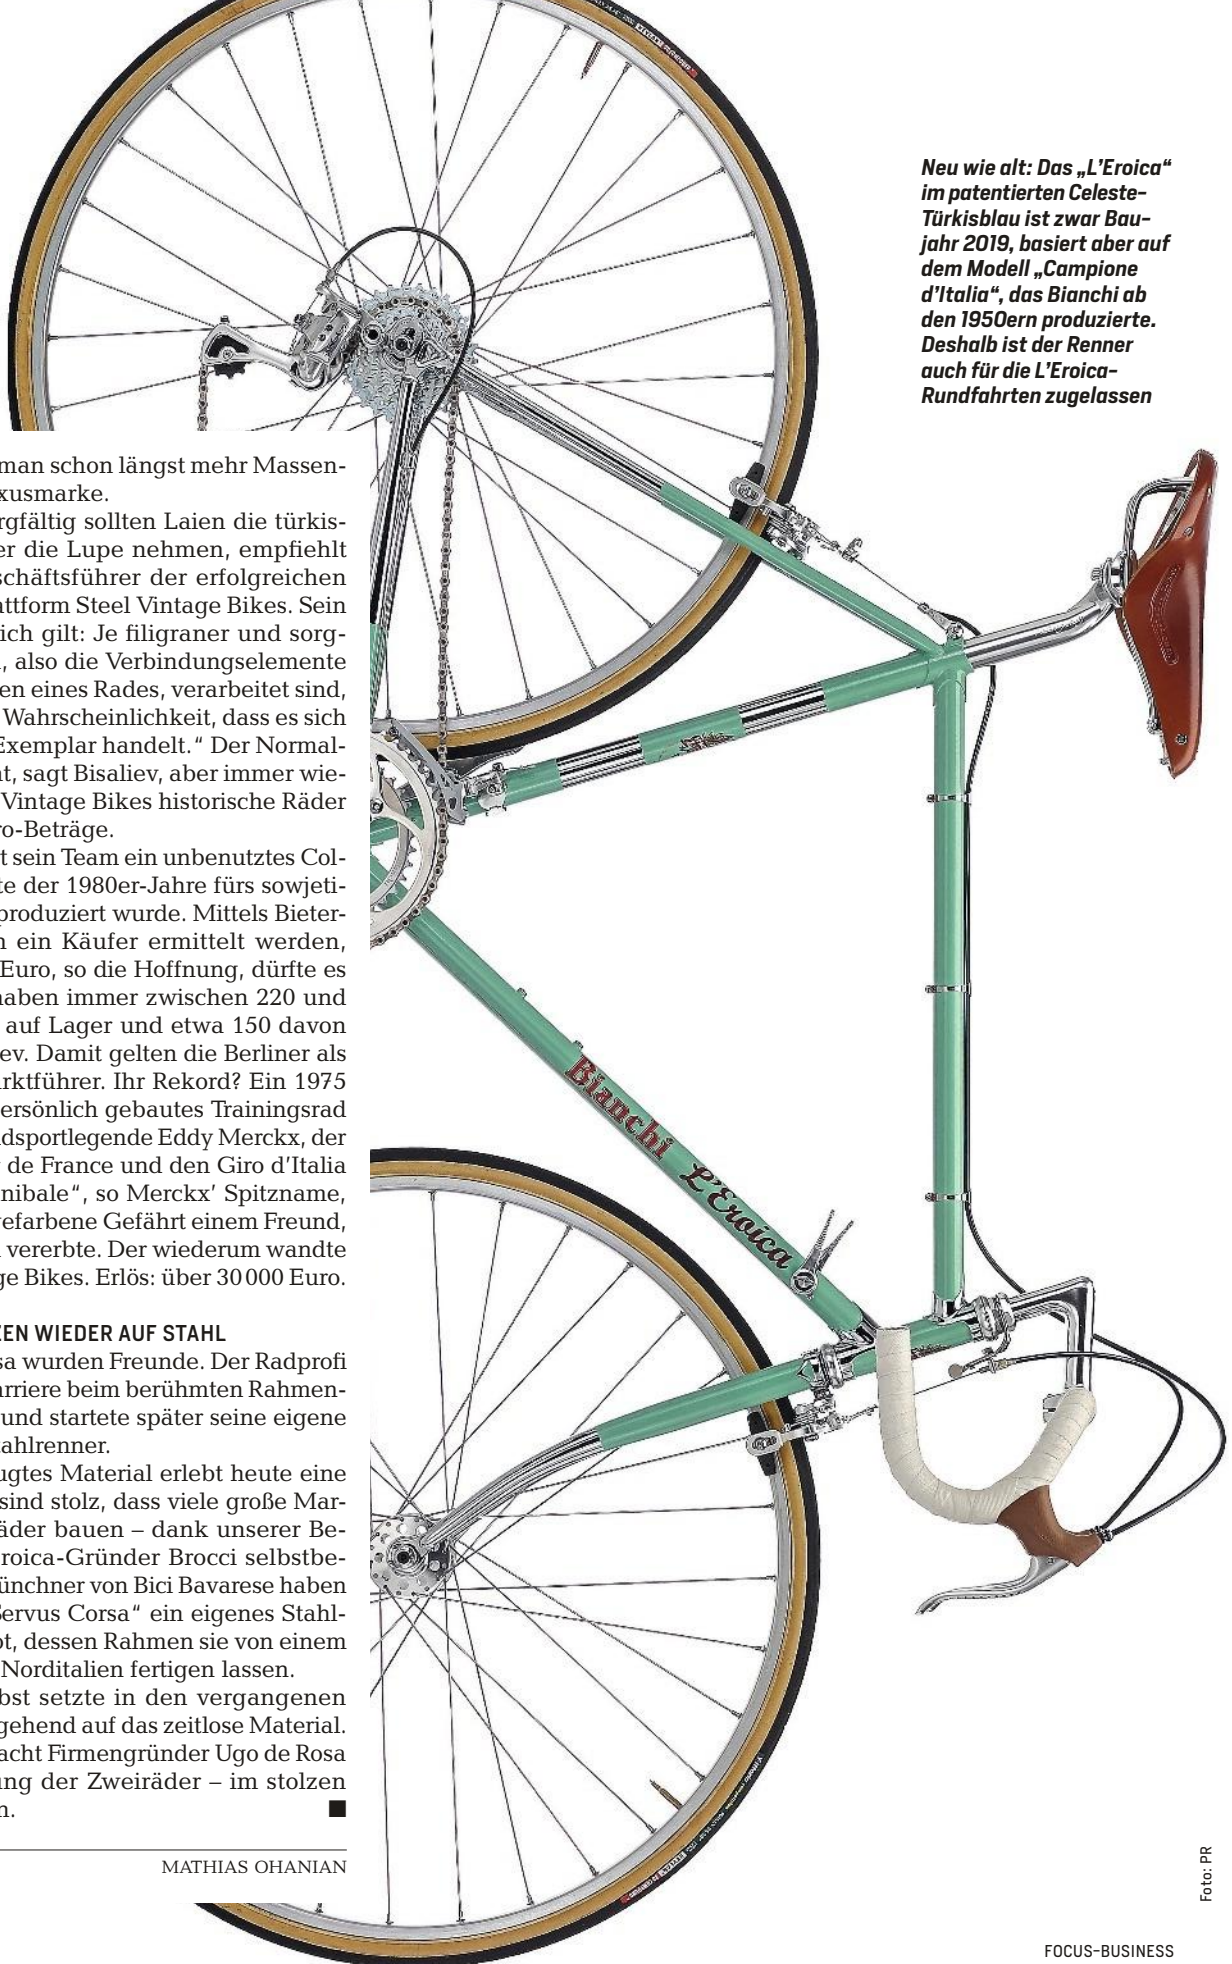 Neu wie alt: Das „L’Eroica“
im patentierten Celeste-
Türkisblau ist zwar Bau-
jahr 2019, basiert aber auf
dem Modell „Campione
d’Italia“, das Bianchi ab
den 1950ern produzierte.
Deshalb ist der Renner
auch für die L’Eroica-
Rundfahrten zugelassen
man schon längst mehr Massen-
xusmarke.
rgfältig sollten Laien die türkis-
er die Lupe nehmen, empfiehlt
schäftsführer der erfolgreichen
attform Steel Vintage Bikes. Sein
ich gilt: Je filigraner und sorg-
, also die Verbindungselemente
en eines Rades, verarbeitet sind,
Wahrscheinlichkeit, dass es sich
Exemplar handelt.“ Der Normal-
nt, sagt Bisaliev, aber immer wie-
Vintage Bikes historische Räder
ro-Beträge.
t sein Team ein unbenutztes Col-
te der 1980er-Jahre fürs sowjeti-
produziert wurde. Mittels Bieter-
n ein Käufer ermittelt werden,
Euro, so die Hoffnung, dürfte es
haben immer zwischen 220 und
auf Lager und etwa 150 davon
ev. Damit gelten die Berliner als
arktführer. Ihr Rekord? Ein 1975
ersönlich gebautes Trainingsrad
adsportlegende Eddy Merckx, der
r de France und den Giro d’Italia
nnibale“, so Merckx’ Spitzname,
gefarbene Gefährt einem Freund,
n vererbte. Der wiederum wandte
ge Bikes. Erlös: über 30 000 Euro.
ZEN WIEDER AUF STAHL
sa wurden Freunde. Der Radprofi
arriere beim berühmten Rahmen-
und startete später seine eigene
tahlrenner.
ugtes Material erlebt heute eine
sind stolz, dass viele große Mar-
äder bauen – dank unserer Be-
roica-Gründer Brocci selbstbe-
ünchner von Bici Bavarese haben
Servus Corsa“ ein eigenes Stahl-
bt, dessen Rahmen sie von einem
Norditalien fertigen lassen.
bst setzte in den vergangenen
gehend auf das zeitlose Material.
acht Firmengründer Ugo de Rosa
ung der Zweiräder – im stolzen
n. ■
MATHIAS OHANIAN
Bianchi L’Eroica
Foto: PR
FOCUS-BUSINESS